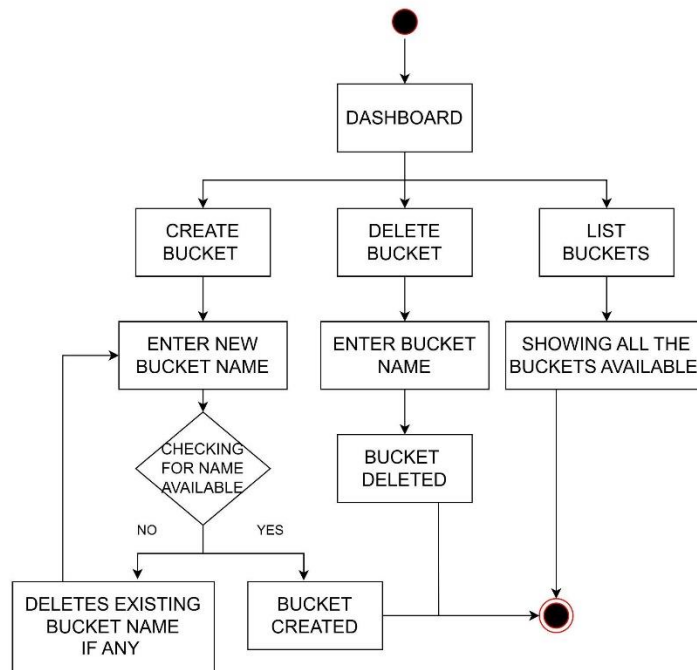 DASHBOARD
CREATE
BUCKET
DELETE
BUCKET
LIST
BUCKETS
ENTER NEW
BUCKET NAME
ENTER BUCKET
NAME
SHOWING ALL THE
BUCKETS AVAILABLE
CHECKING
FOR NAME
AVAILABLE
BUCKET
DELETED
NO
YES
DELETES EXISTING
BUCKET NAME
IF ANY
BUCKET
CREATED